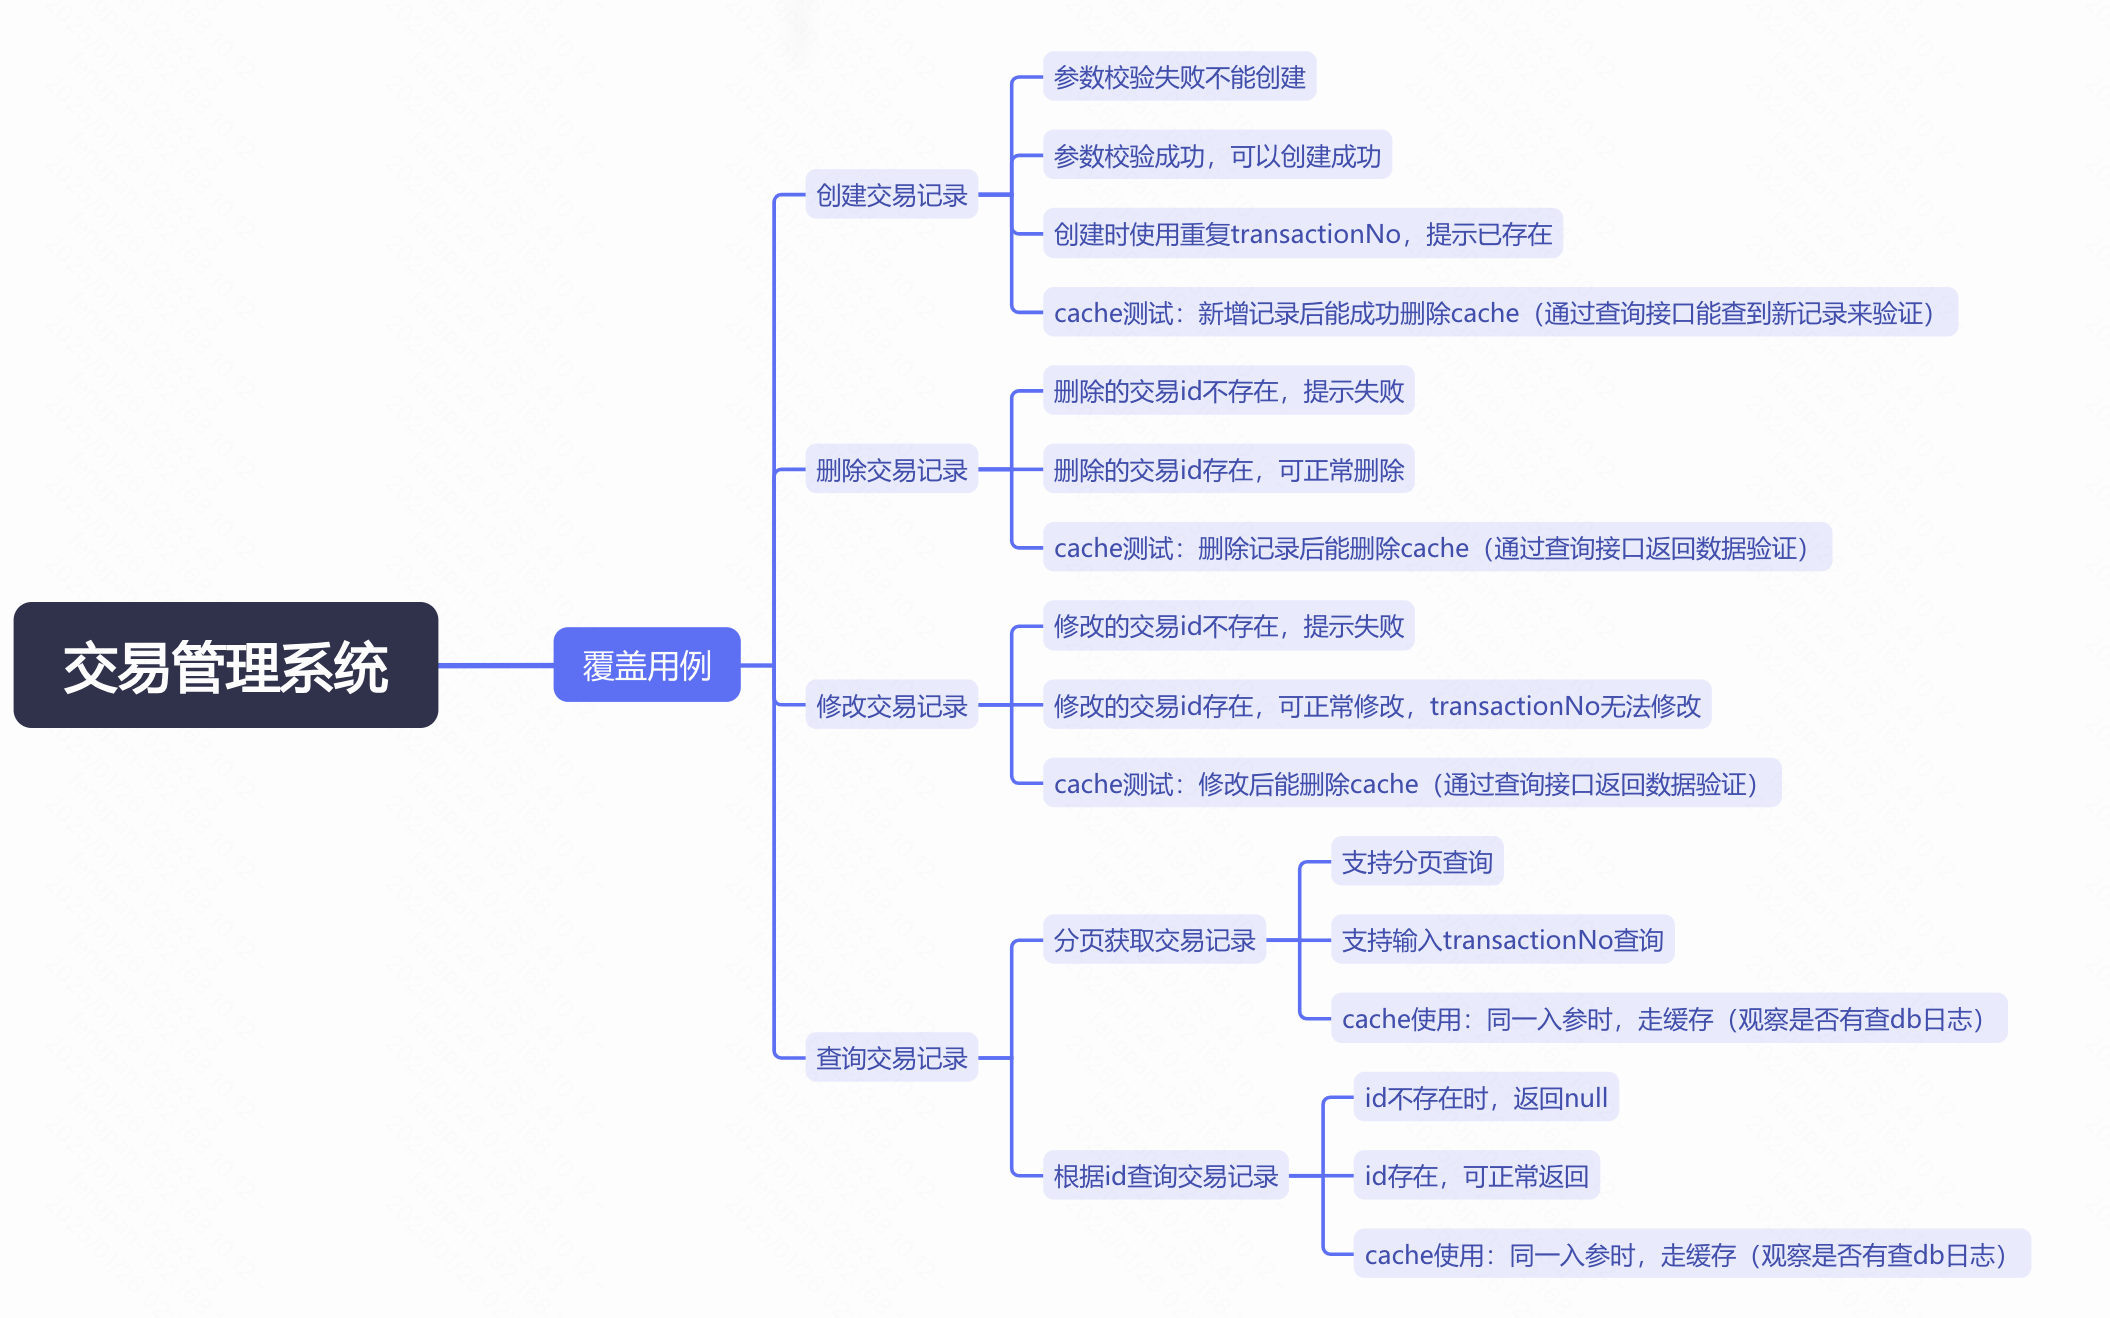 交易管理系统
覆盖用例
创建交易记录
参数校验失败不能创建
参数校验成功，可以创建成功
创建时使用重复transactionNo，提示已存在
cache测试：新增记录后能成功删除cache（通过查询接口能查到新记录来验证）
删除交易记录
删除的交易id不存在，提示失败
删除的交易id存在，可正常删除
cache测试：删除记录后能删除cache（通过查询接口返回数据验证）
修改交易记录
修改的交易id不存在，提示失败
修改的交易id存在，可正常修改，transactionNo无法修改
cache测试：修改后能删除cache（通过查询接口返回数据验证）
查询交易记录
分页获取交易记录
支持分页查询
支持输入transactionNo查询
cache使用：同一入参时，走缓存（观察是否有查db日志）
根据id查询交易记录
id不存在时，返回null
id存在，可正常返回
cache使用：同一入参时，走缓存（观察是否有查db日志）